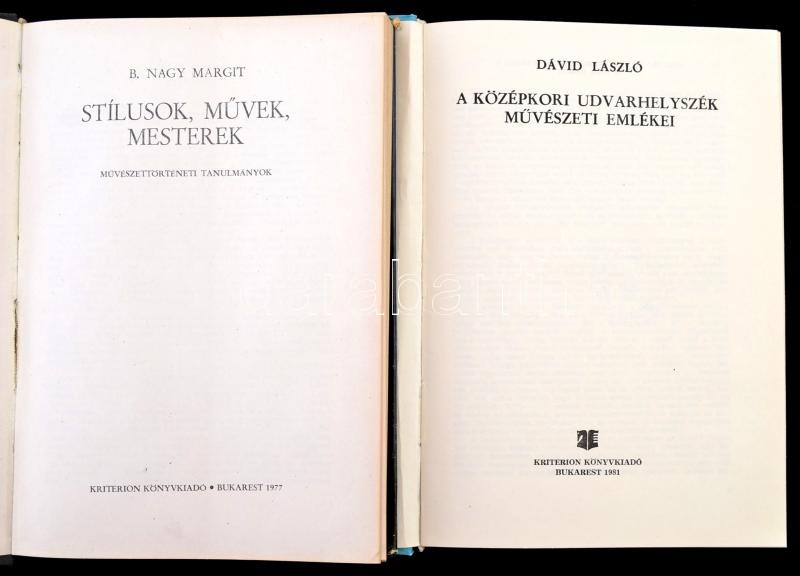 B. NAGY MARGIT
STÍLUSOK, MŰVEK,
MESTEREK
MŰVÉSZETTÖRTÉNETI TANULMÁNYOK
KRITERION KÖNYVKIADÓ • BUKAREST 1977
DÁVID LÁSZLÓ
A KÖZÉPKORI UDVARHELYSZÉK
MŰVÉSZETI EMLÉKEI
KRITERION KÖNYVKIADÓ
BUKAREST 1981
darabanth